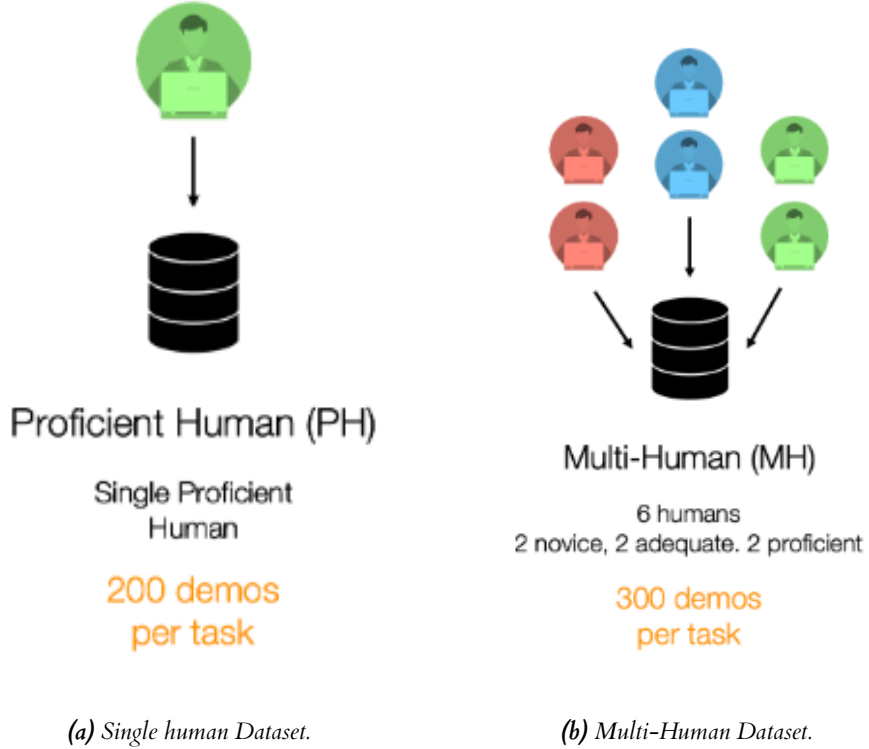 Proficient Human (PH)
Single Proficient
Human
200 demos
per task
(a) Single human Dataset.
Multi-Human (MH)
6 humans
2 novice, 2 adequate. 2 proficient
300 demos
per task
(b) Multi-Human Dataset.